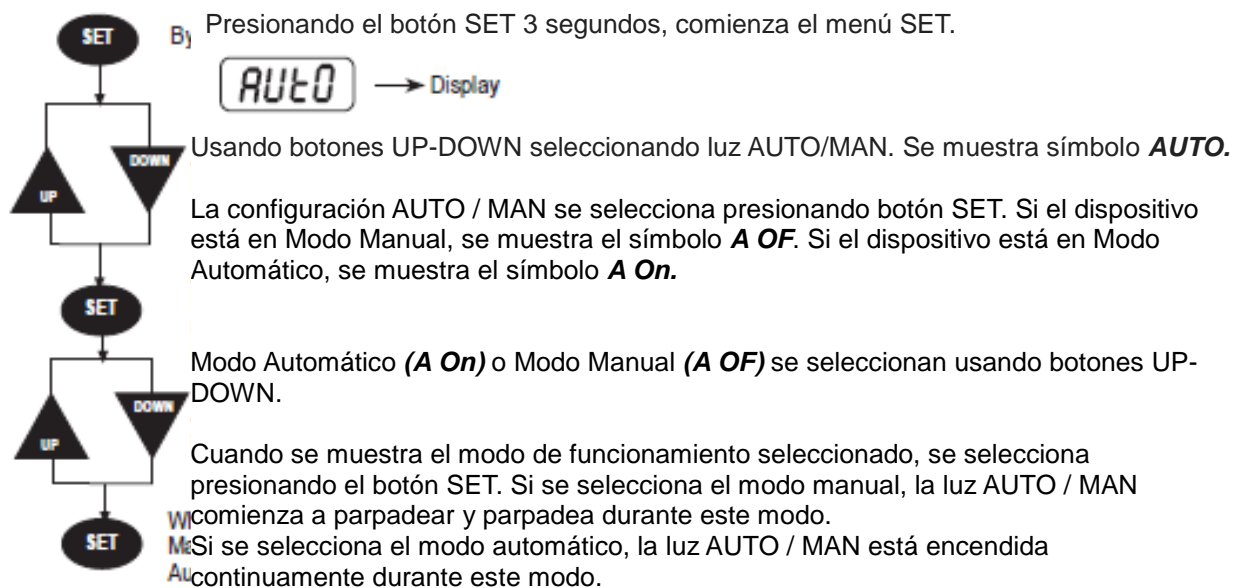 SET
By Presionando el botón SET 3 segundos, comienza el menú SET.
AUtO → Display
Usando botones UP-DOWN seleccionando luz AUTO/MAN. Se muestra símbolo AUTO.
DOWN
UP
La configuración AUTO / MAN se selecciona presionando botón SET. Si el dispositivo
está en Modo Manual, se muestra el símbolo A OF. Si el dispositivo está en Modo
Automático, se muestra el símbolo A On.
SET
Modo Automático (A On) o Modo Manual (A OF) se seleccionan usando botones UP-
DOWN.
DOWN
UP
Cuando se muestra el modo de funcionamiento seleccionado, se selecciona
presionando el botón SET. Si se selecciona el modo manual, la luz AUTO / MAN
comienza a parpadear y parpadea durante este modo.
SET
Si se selecciona el modo automático, la luz AUTO / MAN está encendida
continuamente durante este modo.